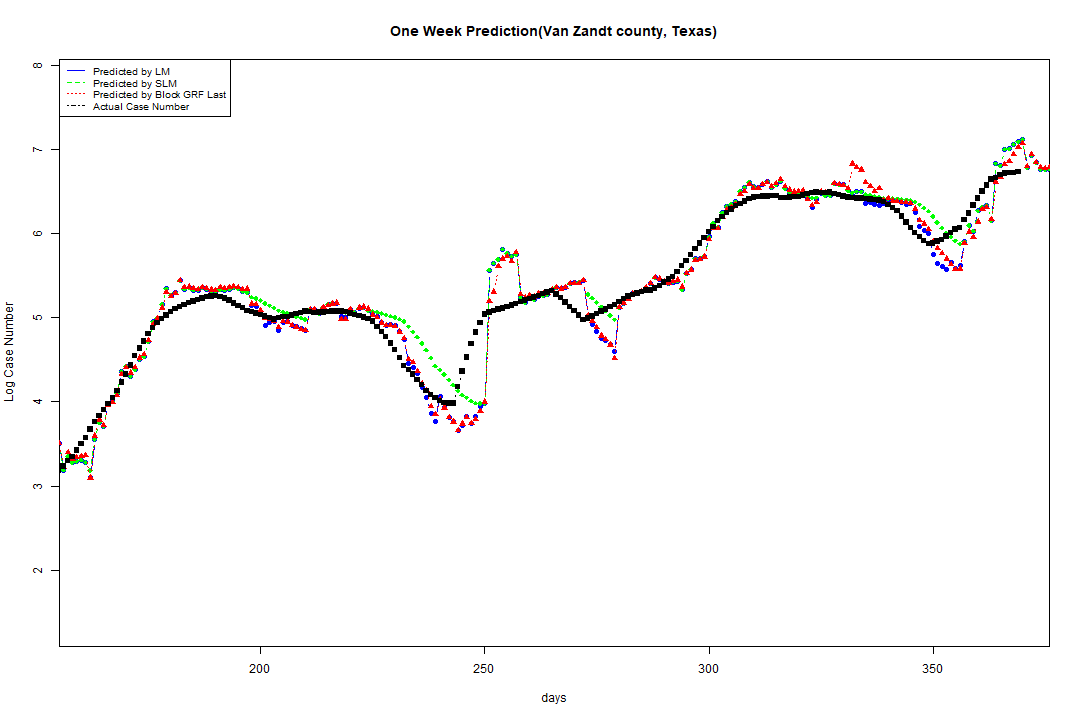 One Week Prediction(Van Zandt county, Texas)
Predicted by LM
Predicted by SLM
Predicted by Block GRF Last
Actual Case Number
8
7
6
5
4
3
2
Log Case Number
200 250 300 350
days